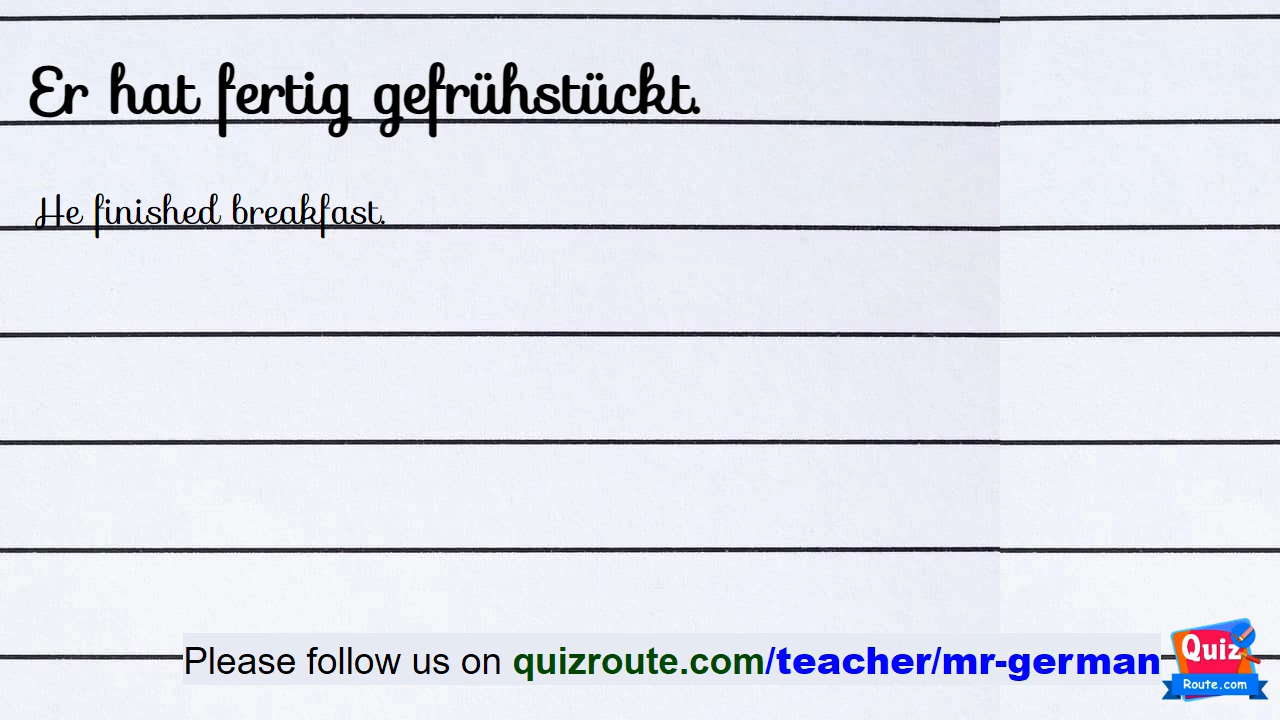 Er hat fertig gefrühstückt.
He finished breakfast.
Please follow us on quizroute.com/teacher/mr-german
Quiz
Route.com